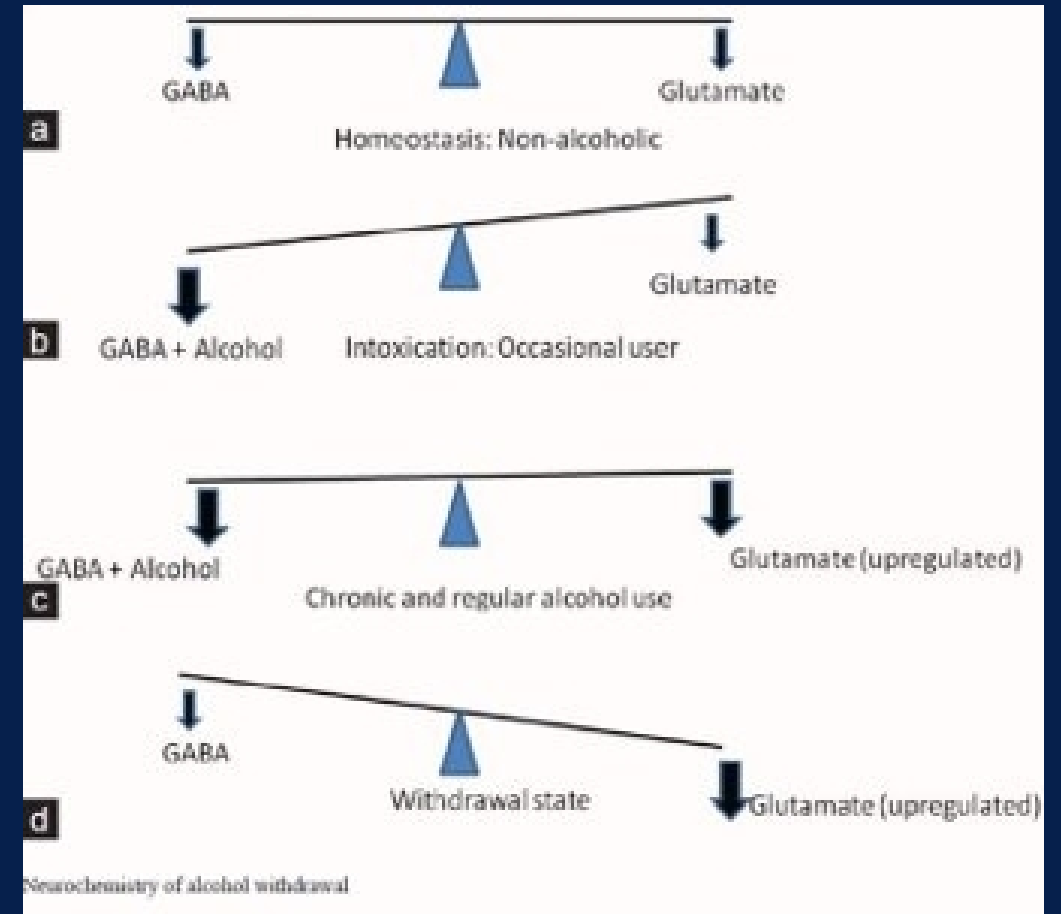 GABA
Glutamate
a
Homeostasis: Non-alcoholic
Glutamate
b
GABA + Alcohol
Intoxication: Occasional user
GABA + Alcohol
Glutamate (upregulated)
c
Chronic and regular alcohol use
GABA
Withdrawal state
Glutamate (upregulated)
d
Neurochemistry of alcohol withdrawal